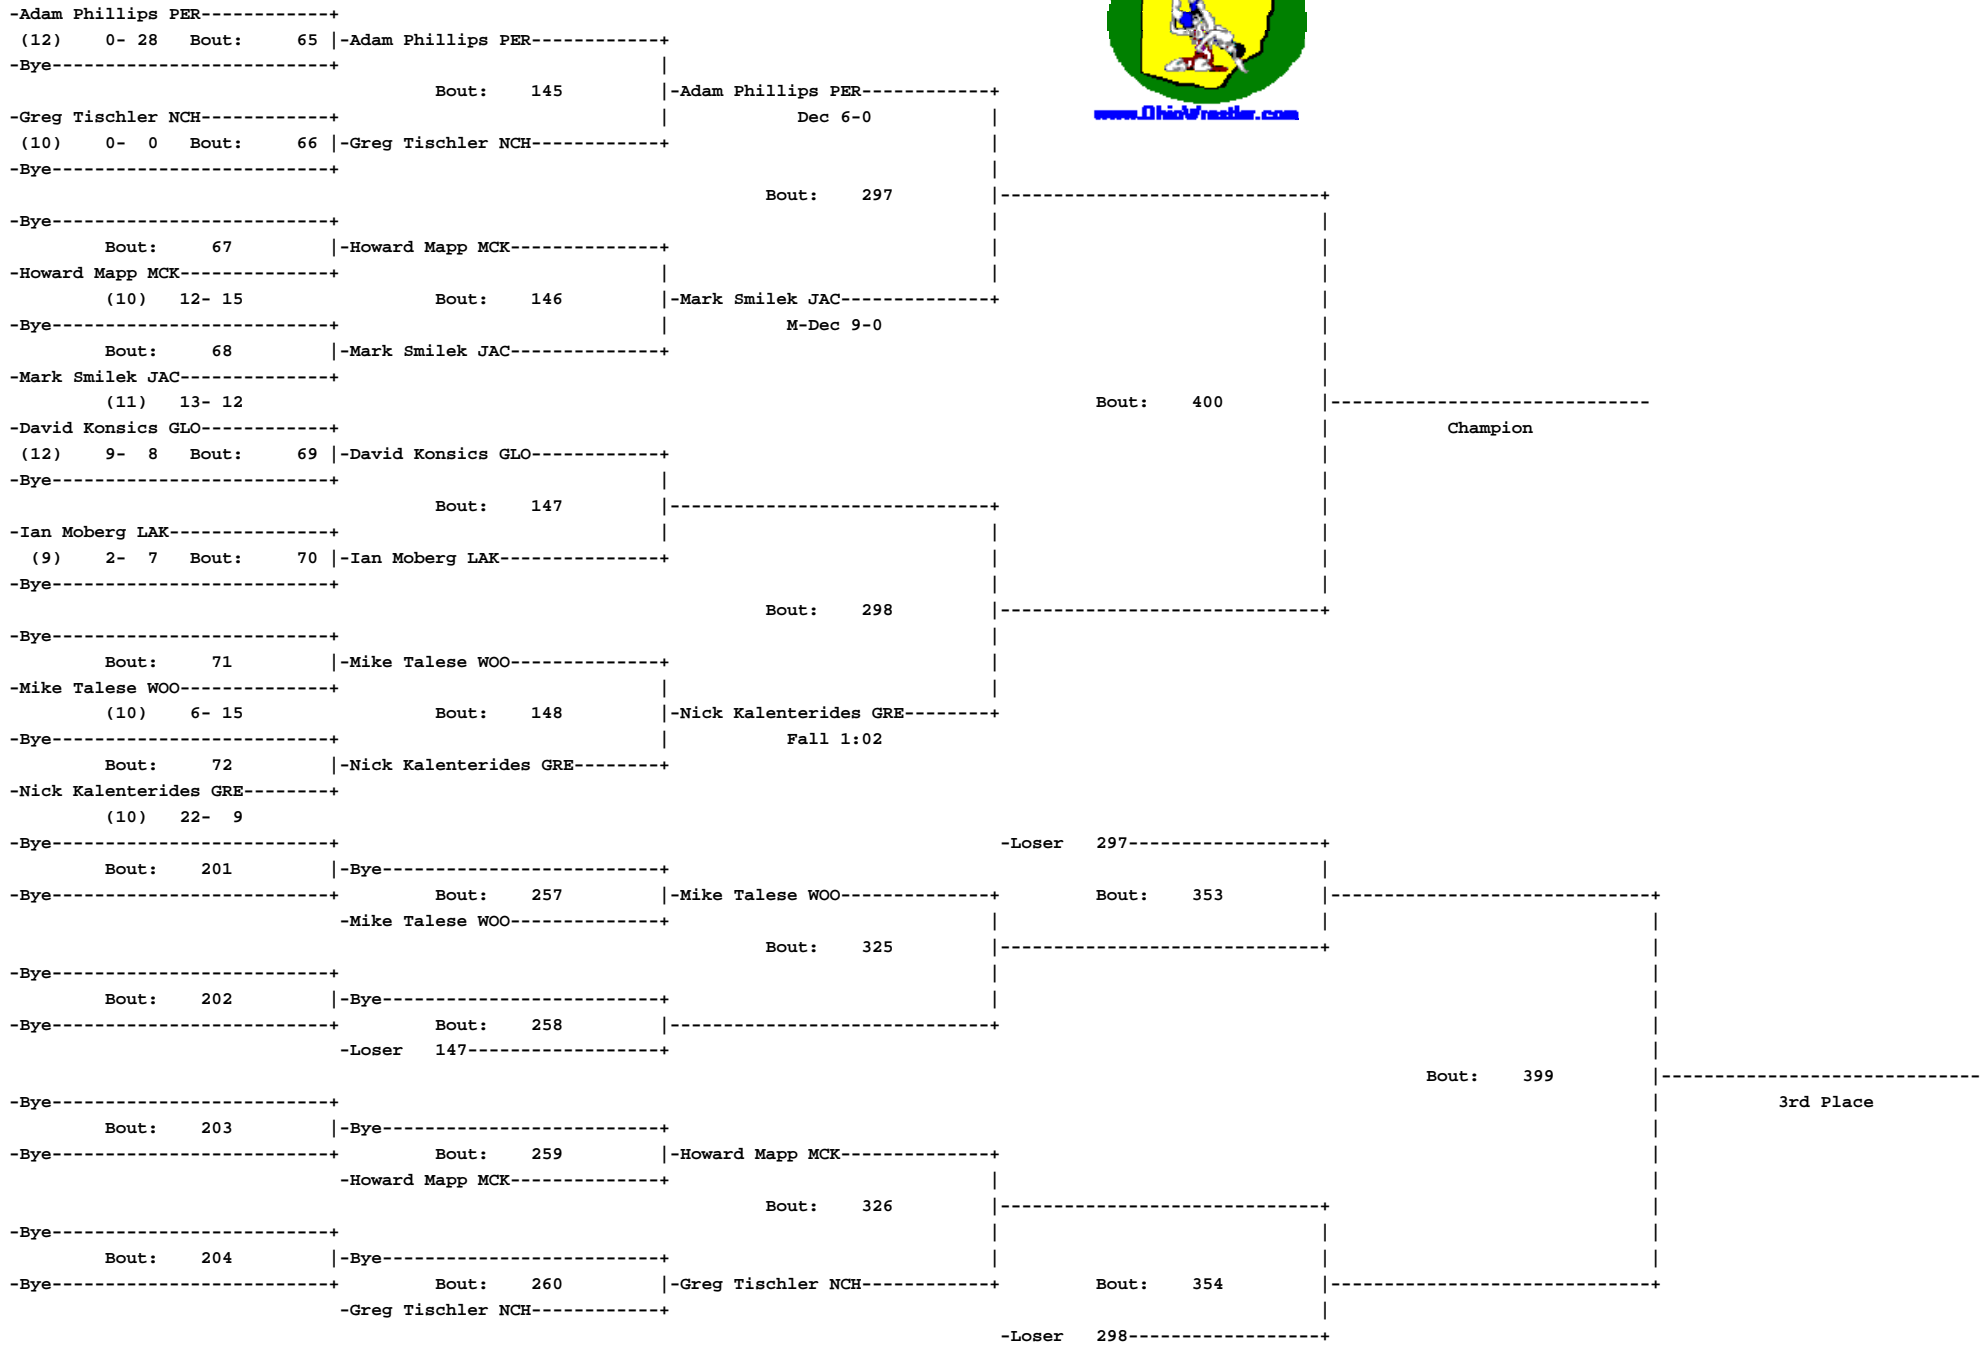 -Adam Phillips PER------------+
 (12)    0- 28   Bout:     65 |-Adam Phillips PER------------+
-Bye--------------------------+                              |
                                        Bout:    145         |-Adam Phillips PER------------+
-Greg Tischler NCH------------+                              |            Dec 6-0           |            www.OhioWrestler.com
 (10)    0-  0   Bout:     66 |-Greg Tischler NCH------------+                              |
-Bye--------------------------+                                                             |
                                                                       Bout:    297         |------------------------------+
-Bye--------------------------+                                                             |                              |
         Bout:     67         |-Howard Mapp MCK--------------+                              |                              |
-Howard Mapp MCK--------------+                              |                              |                              |
         (10)   12- 15                  Bout:    146         |-Mark Smilek JAC--------------+                              |
-Bye--------------------------+                              |           M-Dec 9-0                                         |
         Bout:     68         |-Mark Smilek JAC--------------+                                                             |
-Mark Smilek JAC--------------+                                                                                            |
         (11)   13- 12                                                                                Bout:    400         |------------------------------
-David Konsics GLO------------+                                                                                            |           Champion
 (12)    9-  8   Bout:     69 |-David Konsics GLO------------+                                                             |
-Bye--------------------------+                              |                                                             |
                                        Bout:    147         |------------------------------+                              |
-Ian Moberg LAK---------------+                              |                              |                              |
  (9)    2-  7   Bout:     70 |-Ian Moberg LAK---------------+                              |                              |
-Bye--------------------------+                                                             |                              |
                                                                       Bout:    298         |------------------------------+
-Bye--------------------------+                                                             |
         Bout:     71         |-Mike Talese WOO--------------+                              |
-Mike Talese WOO--------------+                              |                              |
         (10)    6- 15                  Bout:    148         |-Nick Kalenterides GRE--------+
-Bye--------------------------+                              |           Fall 1:02
         Bout:     72         |-Nick Kalenterides GRE--------+
-Nick Kalenterides GRE--------+
         (10)   22-  9
-Bye--------------------------+                                                              -Loser   297------------------+
         Bout:    201         |-Bye--------------------------+                                                             |
-Bye--------------------------+         Bout:    257         |-Mike Talese WOO--------------+         Bout:    353         |------------------------------+
                               -Mike Talese WOO--------------+                              |                              |                              |
                                                                       Bout:    325         |------------------------------+                              |
-Bye--------------------------+                                                             |                                                             |
         Bout:    202         |-Bye--------------------------+                              |                                                             |
-Bye--------------------------+         Bout:    258         |------------------------------+                                                             |
                               -Loser   147------------------+                                                                                            |
                                                                                                                                     Bout:    399         |------------------------------
-Bye--------------------------+                                                                                                                           |           3rd Place
         Bout:    203         |-Bye--------------------------+                                                                                            |
-Bye--------------------------+         Bout:    259         |-Howard Mapp MCK--------------+                                                             |
                               -Howard Mapp MCK--------------+                              |                                                             |
                                                                       Bout:    326         |------------------------------+                              |
-Bye--------------------------+                                                             |                              |                              |
         Bout:    204         |-Bye--------------------------+                              |                              |                              |
-Bye--------------------------+         Bout:    260         |-Greg Tischler NCH------------+         Bout:    354         |------------------------------+
                               -Greg Tischler NCH------------+                                                             |
                                                                                             -Loser   298------------------+